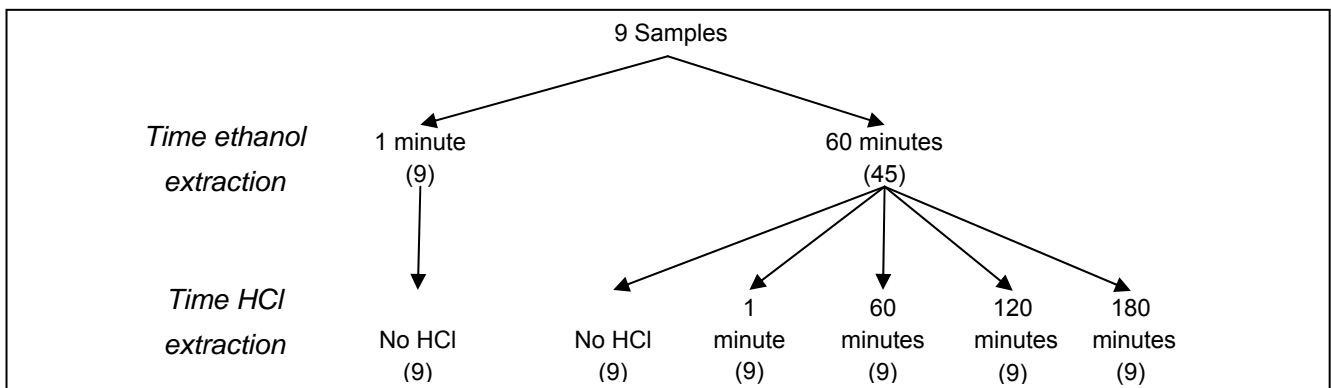 9 Samples
Time ethanol 1 minute 60 minutes
extraction (9) (45)
Time HCl 1 60 120 180
extraction No HCl No HCl minute minutes minutes minutes
(9) (9) (9) (9) (9) (9)